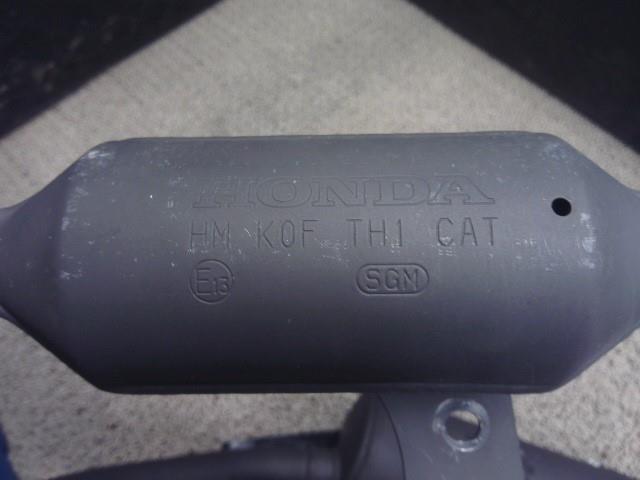 HONDA
HM K0F TH1 CAT
E13 SGM